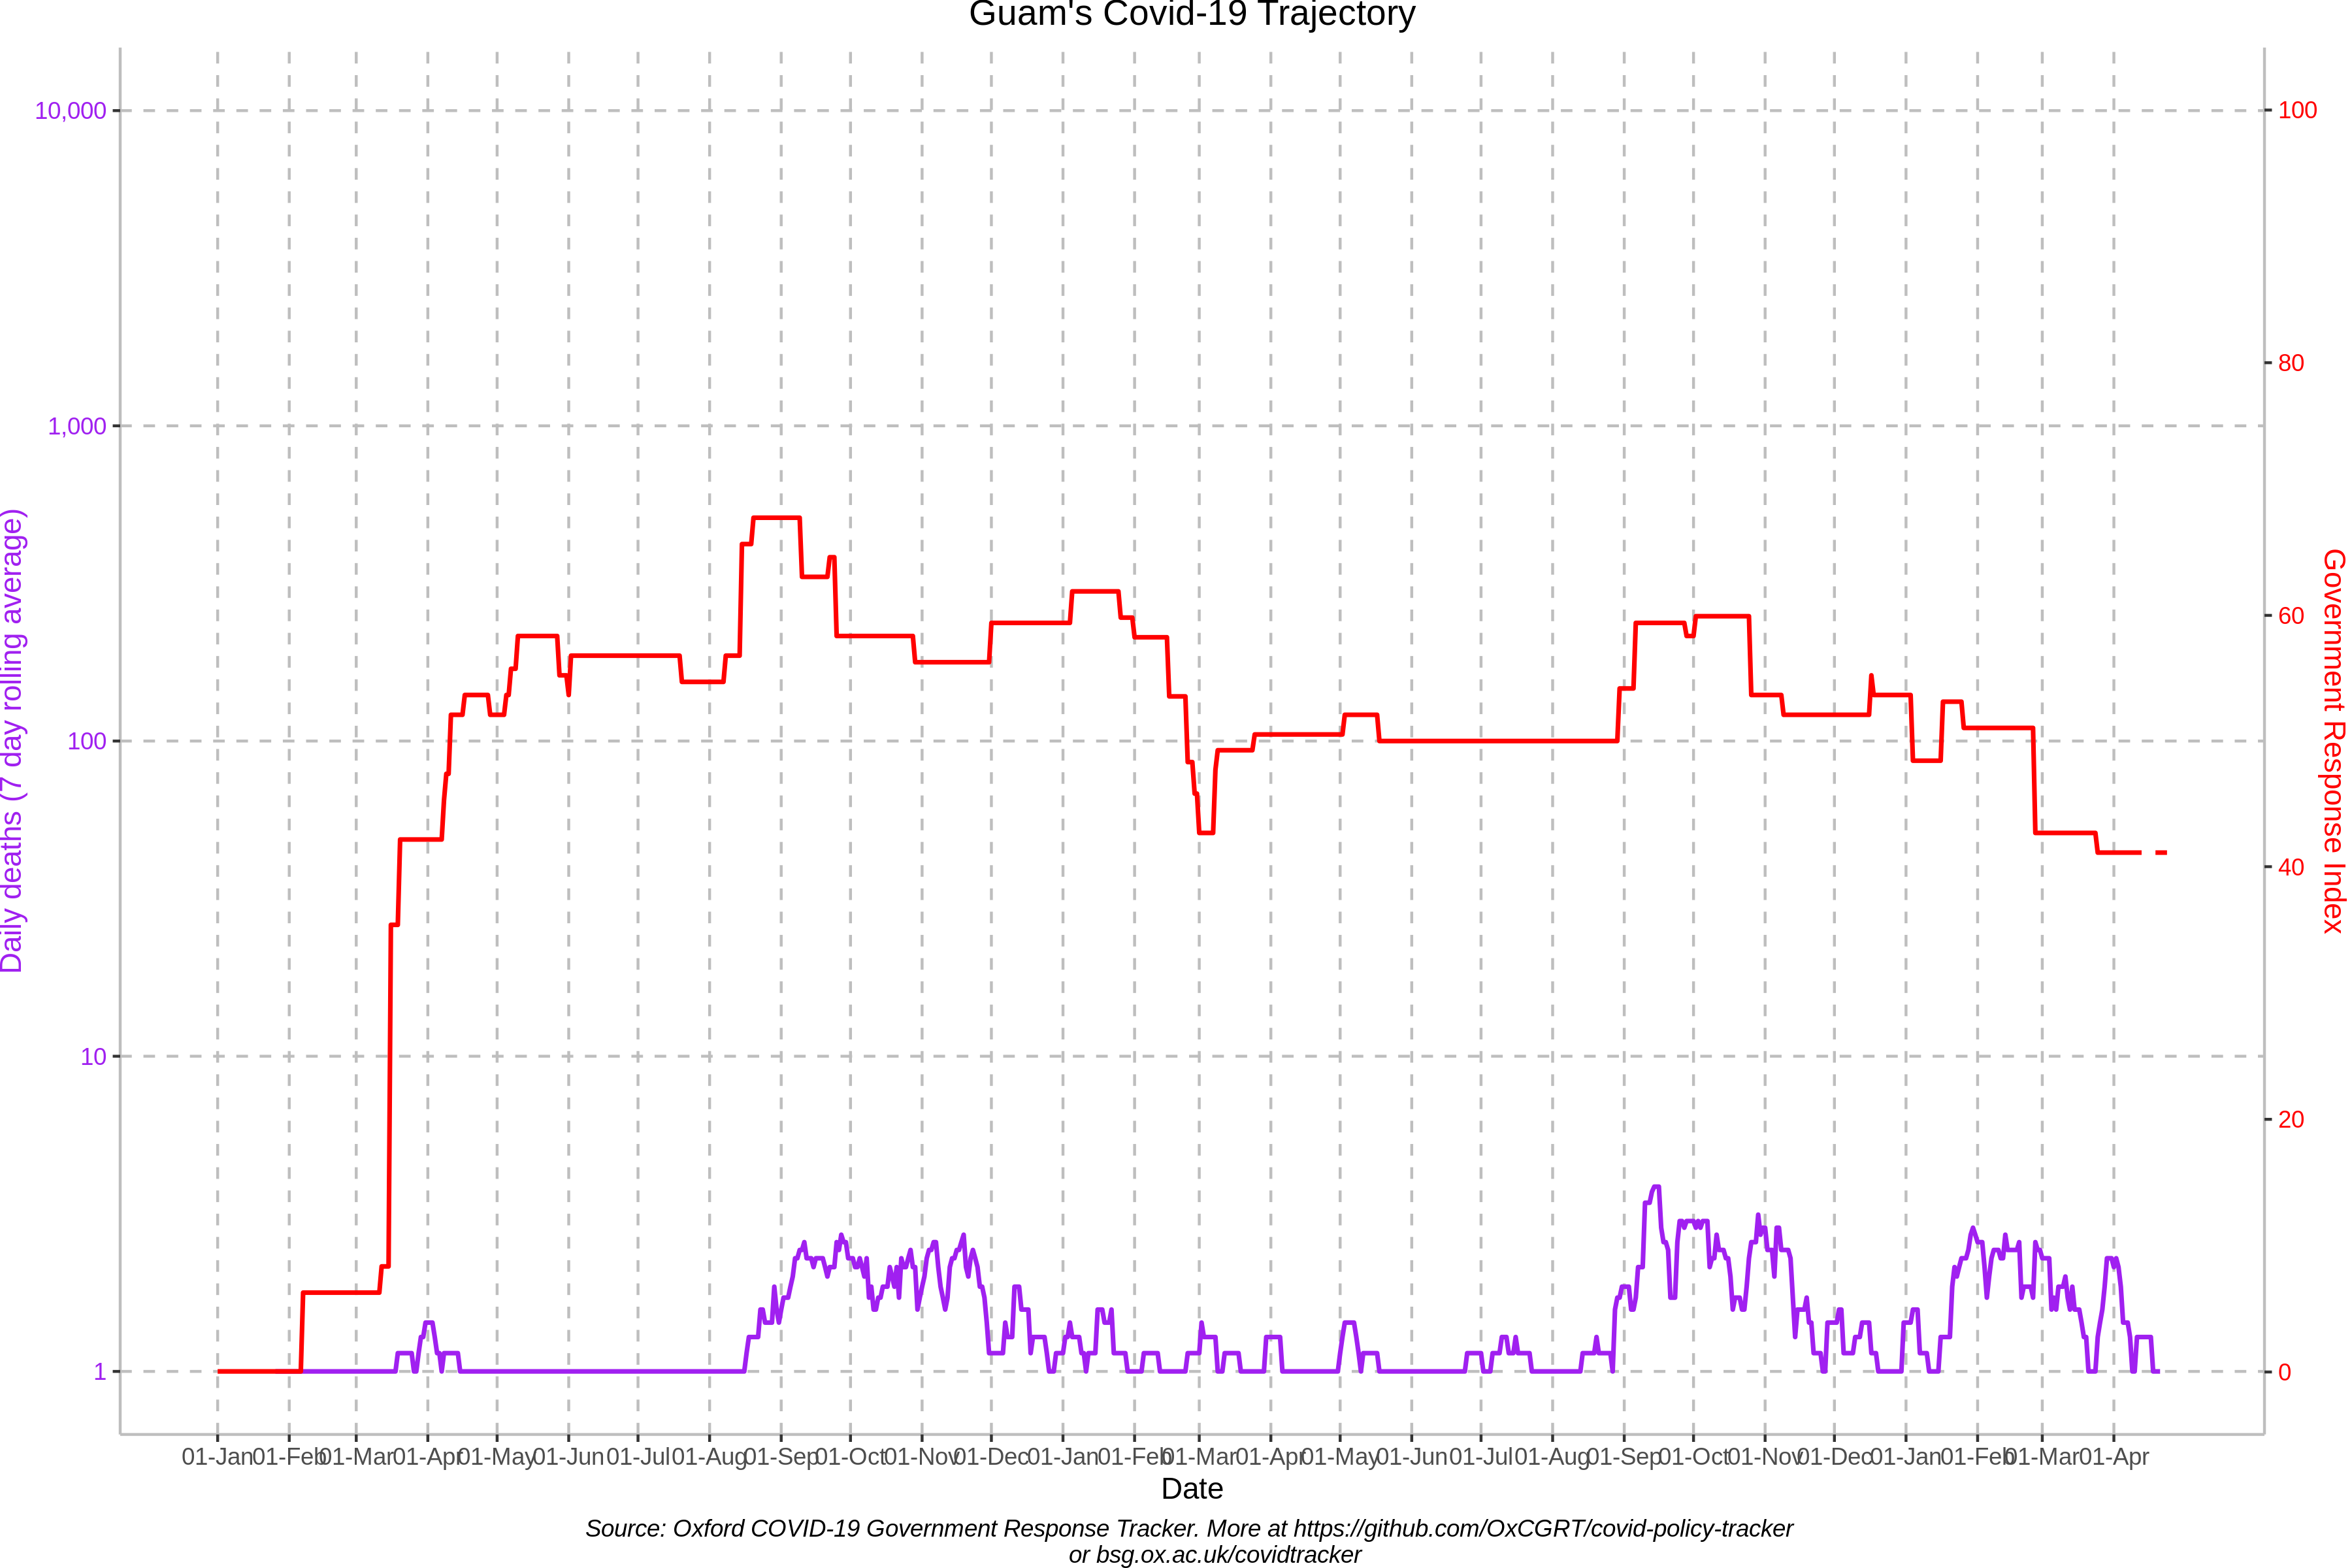 Guam's Covid-19 Trajectory
10,000
1,000
100
10
1
Daily deaths (7 day rolling average)
100
80
60
40
20
0
Government Response Index
01-Jan 01-Feb 01-Mar 01-Apr 01-May 01-Jun 01-Jul 01-Aug 01-Sep 01-Oct 01-Nov 01-Dec 01-Jan 01-Feb 01-Mar 01-Apr 01-May 01-Jun 01-Jul 01-Aug 01-Sep 01-Oct 01-Nov 01-Dec 01-Jan 01-Feb 01-Mar 01-Apr
Date
Source: Oxford COVID-19 Government Response Tracker. More at https://github.com/OxCGRT/covid-policy-tracker
or bsg.ox.ac.uk/covidtracker